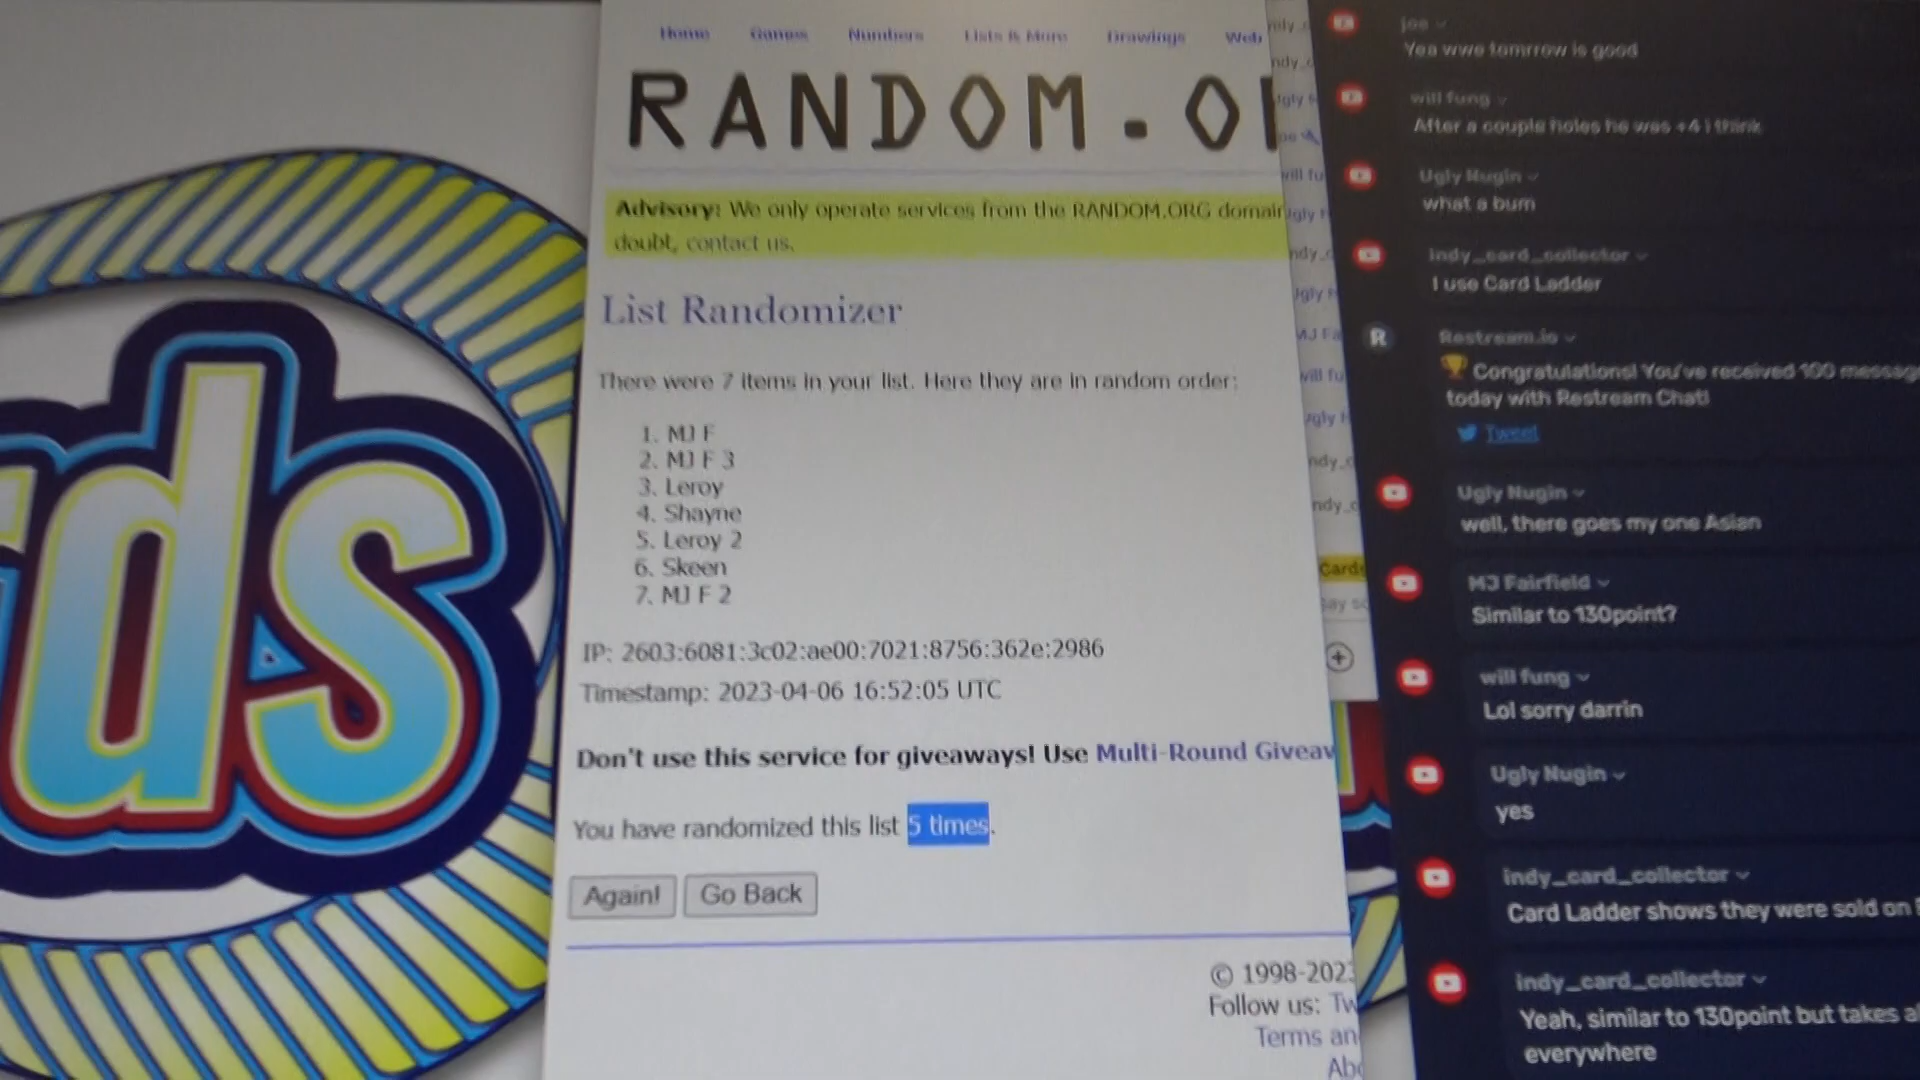 ds
Home Games Numbers Lists & More Drawings Web
RANDOM.O
Advisory: We only operate services from the RANDOM.ORG domain
doubt, contact us.
List Randomizer
There were 7 items in your list. Here they are in random order:
1. MJ F
2. MJ F 3
3. Leroy
4. Shayne
5. Leroy 2
6. Skeen
7. MJ F 2
IP: 2603:6081:3c02:ae00:7021:8756:362e:2986
Timestamp: 2023-04-06 16:52:05 UTC
Don't use this service for giveaways! Use Multi-Round Giveav
You have randomized this list 5 times.
Again! Go Back
© 1998-2023
Follow us: Tw
Terms an
Abo
joe
Yea wwe tomrrow is good
will fung
After a couple holes he was +4 i think
Ugly Nugin
what a bum
indy_card_collector
I use Card Ladder
Restream.io
Congratulations! You've received 100 messag
today with Restream Chat!
Tweet
Ugly Nugin
well, there goes my one Asian
MJ Fairfield
Similar to 130point?
will fung
Lol sorry darrin
Ugly Nugin
yes
indy_card_collector
Card Ladder shows they were sold on
indy_card_collector
Yeah, similar to 130point but takes a
everywhere